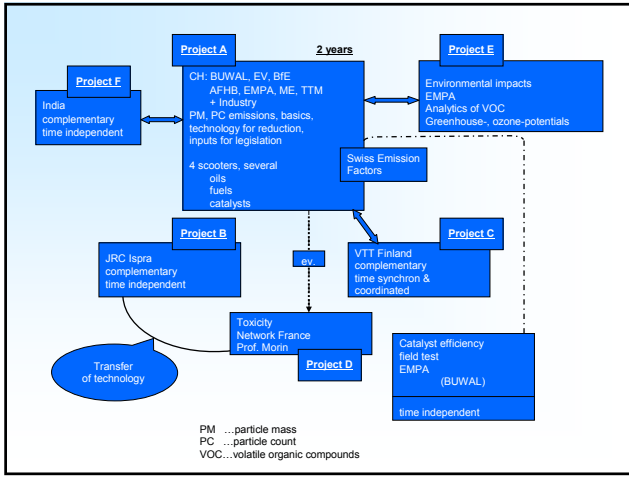 Project A
2 years
CH: BUWAL, EV, BfE
AFHB, EMPA, ME, TTM
+ Industry
PM, PC emissions, basics,
technology for reduction,
inputs for legislation
4 scooters, several
oils
fuels
catalysts
Project E
Environmental impacts
EMPA
Analytics of VOC
Greenhouse-, ozone-potentials
Project F
India
complementary
time independent
Swiss Emission
Factors
Project B
JRC Ispra
complementary
time independent
Project C
VTT Finland
complementary
time synchron &
coordinated
ev.
Toxicity
Network France
Prof. Morin
Project D
Transfer
of technology
Catalyst efficiency
field test
EMPA
(BUWAL)
time independent
PM …particle mass
PC …particle count
VOC…volatile organic compounds